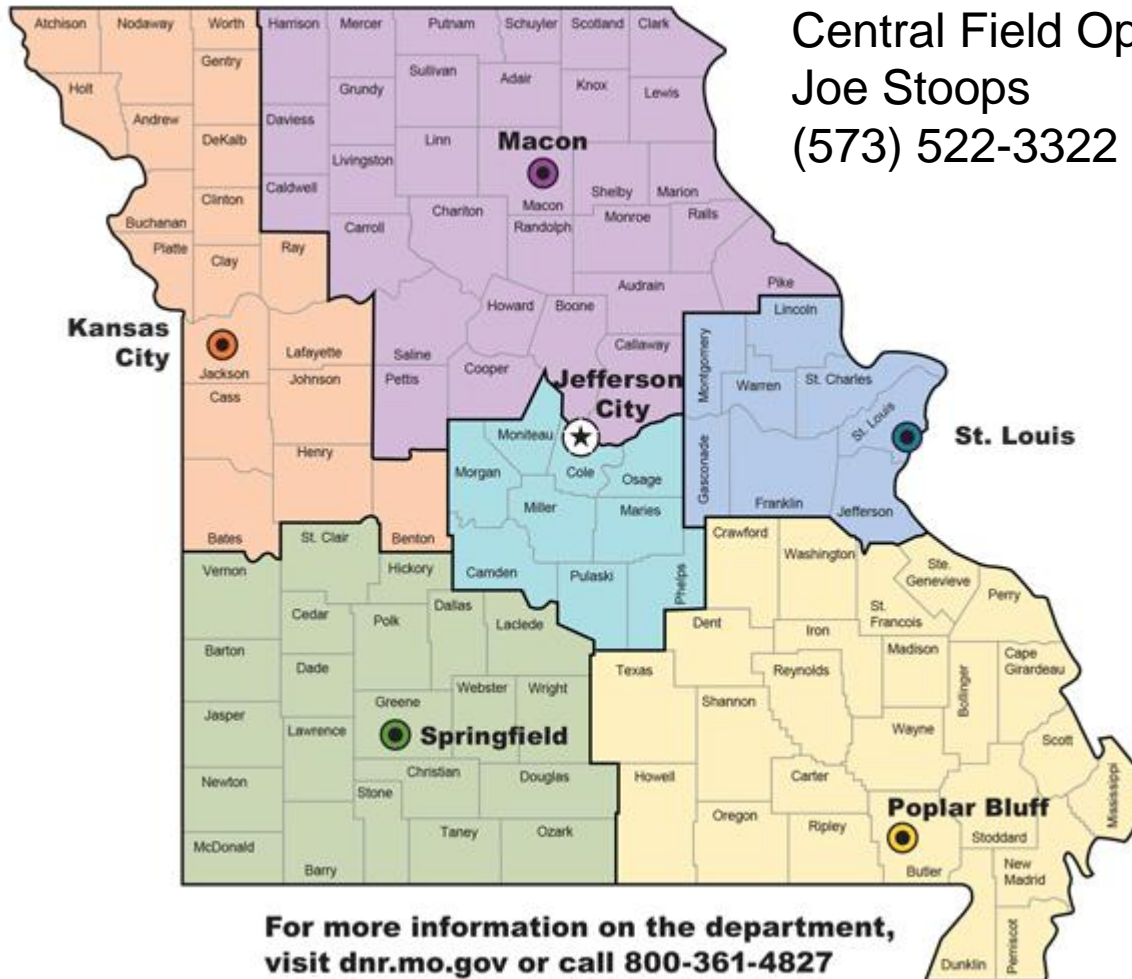 Central Field Op
Joe Stoops
(573) 522-3322
Atchison
Nodaway
Worth
Harrison
Mercer
Putnam
Schuyler
Scotland
Clark
Gentry
Sullivan
Adair
Knox
Lewis
Holt
Grundy
Andrew
Daviess
DeKalb
Linn
Macon
Livingston
Caldwell
Clinton
Chariton
Macon
Shelby
Marion
Buchanan
Carroll
Randolph
Monroe
Ralls
Platte
Clay
Ray
Audrain
Pike
Howard
Boone
Lincoln
Kansas
City
Lafayette
Saline
Callaway
Jackson
Johnson
Pettis
Cooper
Jefferson
City
Montgomery
Warren
St. Charles
Cass
St. Louis
St. Louis
Moniteau
Henry
Morgan
Cole
Osage
Gasconade
Miller
Maries
Franklin
Jefferson
Bates
St. Clair
Benton
Crawford
Washington
Vernon
Hickory
Camden
Pulaski
Phelps
Ste.
Genevieve
Perry
Cedar
Polk
Dallas
Laclede
Dent
St.
Francois
Iron
Barton
Dade
Texas
Reynolds
Madison
Cape
Girardeau
Webster
Wright
Bollinger
Greene
Shannon
Jasper
Lawrence
Springfield
Wayne
Scott
Newton
Christian
Douglas
Howell
Carter
Mississippi
Stone
Poplar Bluff
Oregon
Ripley
Stoddard
McDonald
Taney
Ozark
Barry
Butler
New
Madrid
For more information on the department,
visit dnr.mo.gov or call 800-361-4827
Dunklin
Pemiscot